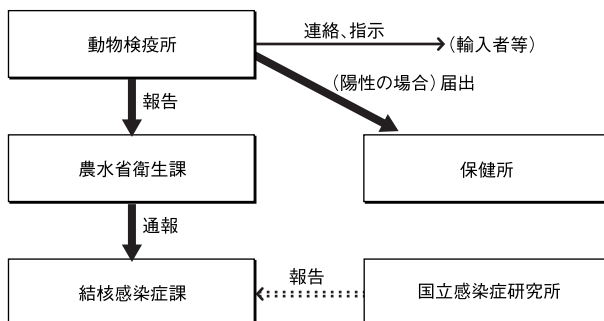 動物検疫所
連絡、指示
（輸入者等）
（陽性の場合）届出
報告
農水省衛生課
保健所
通報
結核感染症課
報告
国立感染症研究所